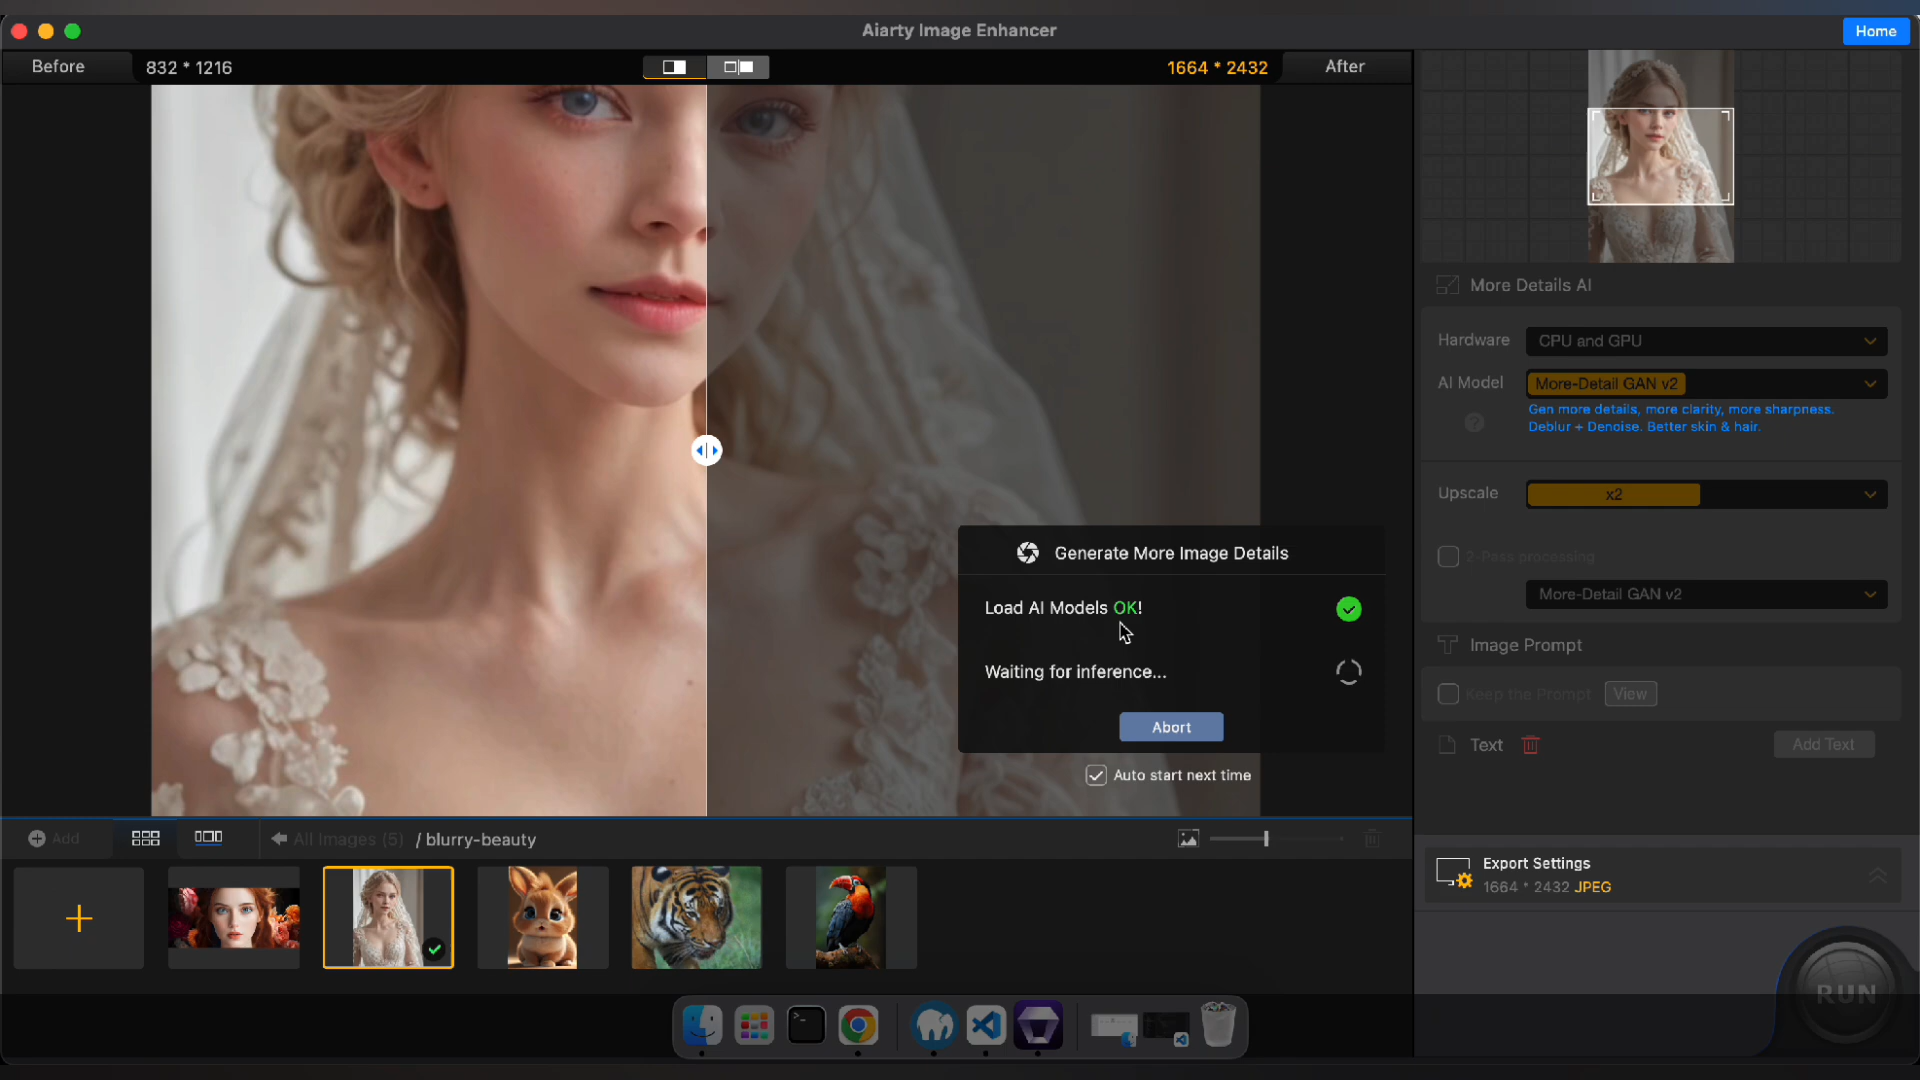 Aiarty Image Enhancer
Home
Before
832 * 1216
1664 * 2432
After
More Details AI
Hardware
CPU and GPU
AI Model
More-Detail GAN v2
?
Gen more details, more clarity, more sharpness.
Deblur + Denoise. Better skin & hair.
Upscale
x2
2-Pass processing
More-Detail GAN v2
Generate More Image Details
Load AI Models OK!
Waiting for inference...
Abort
Auto start next time
Image Prompt
Keep the Prompt
View
Text
Add Text
Add
All Images (5)
/ blurry-beauty
Export Settings
1664 * 2432 JPEG
RUN